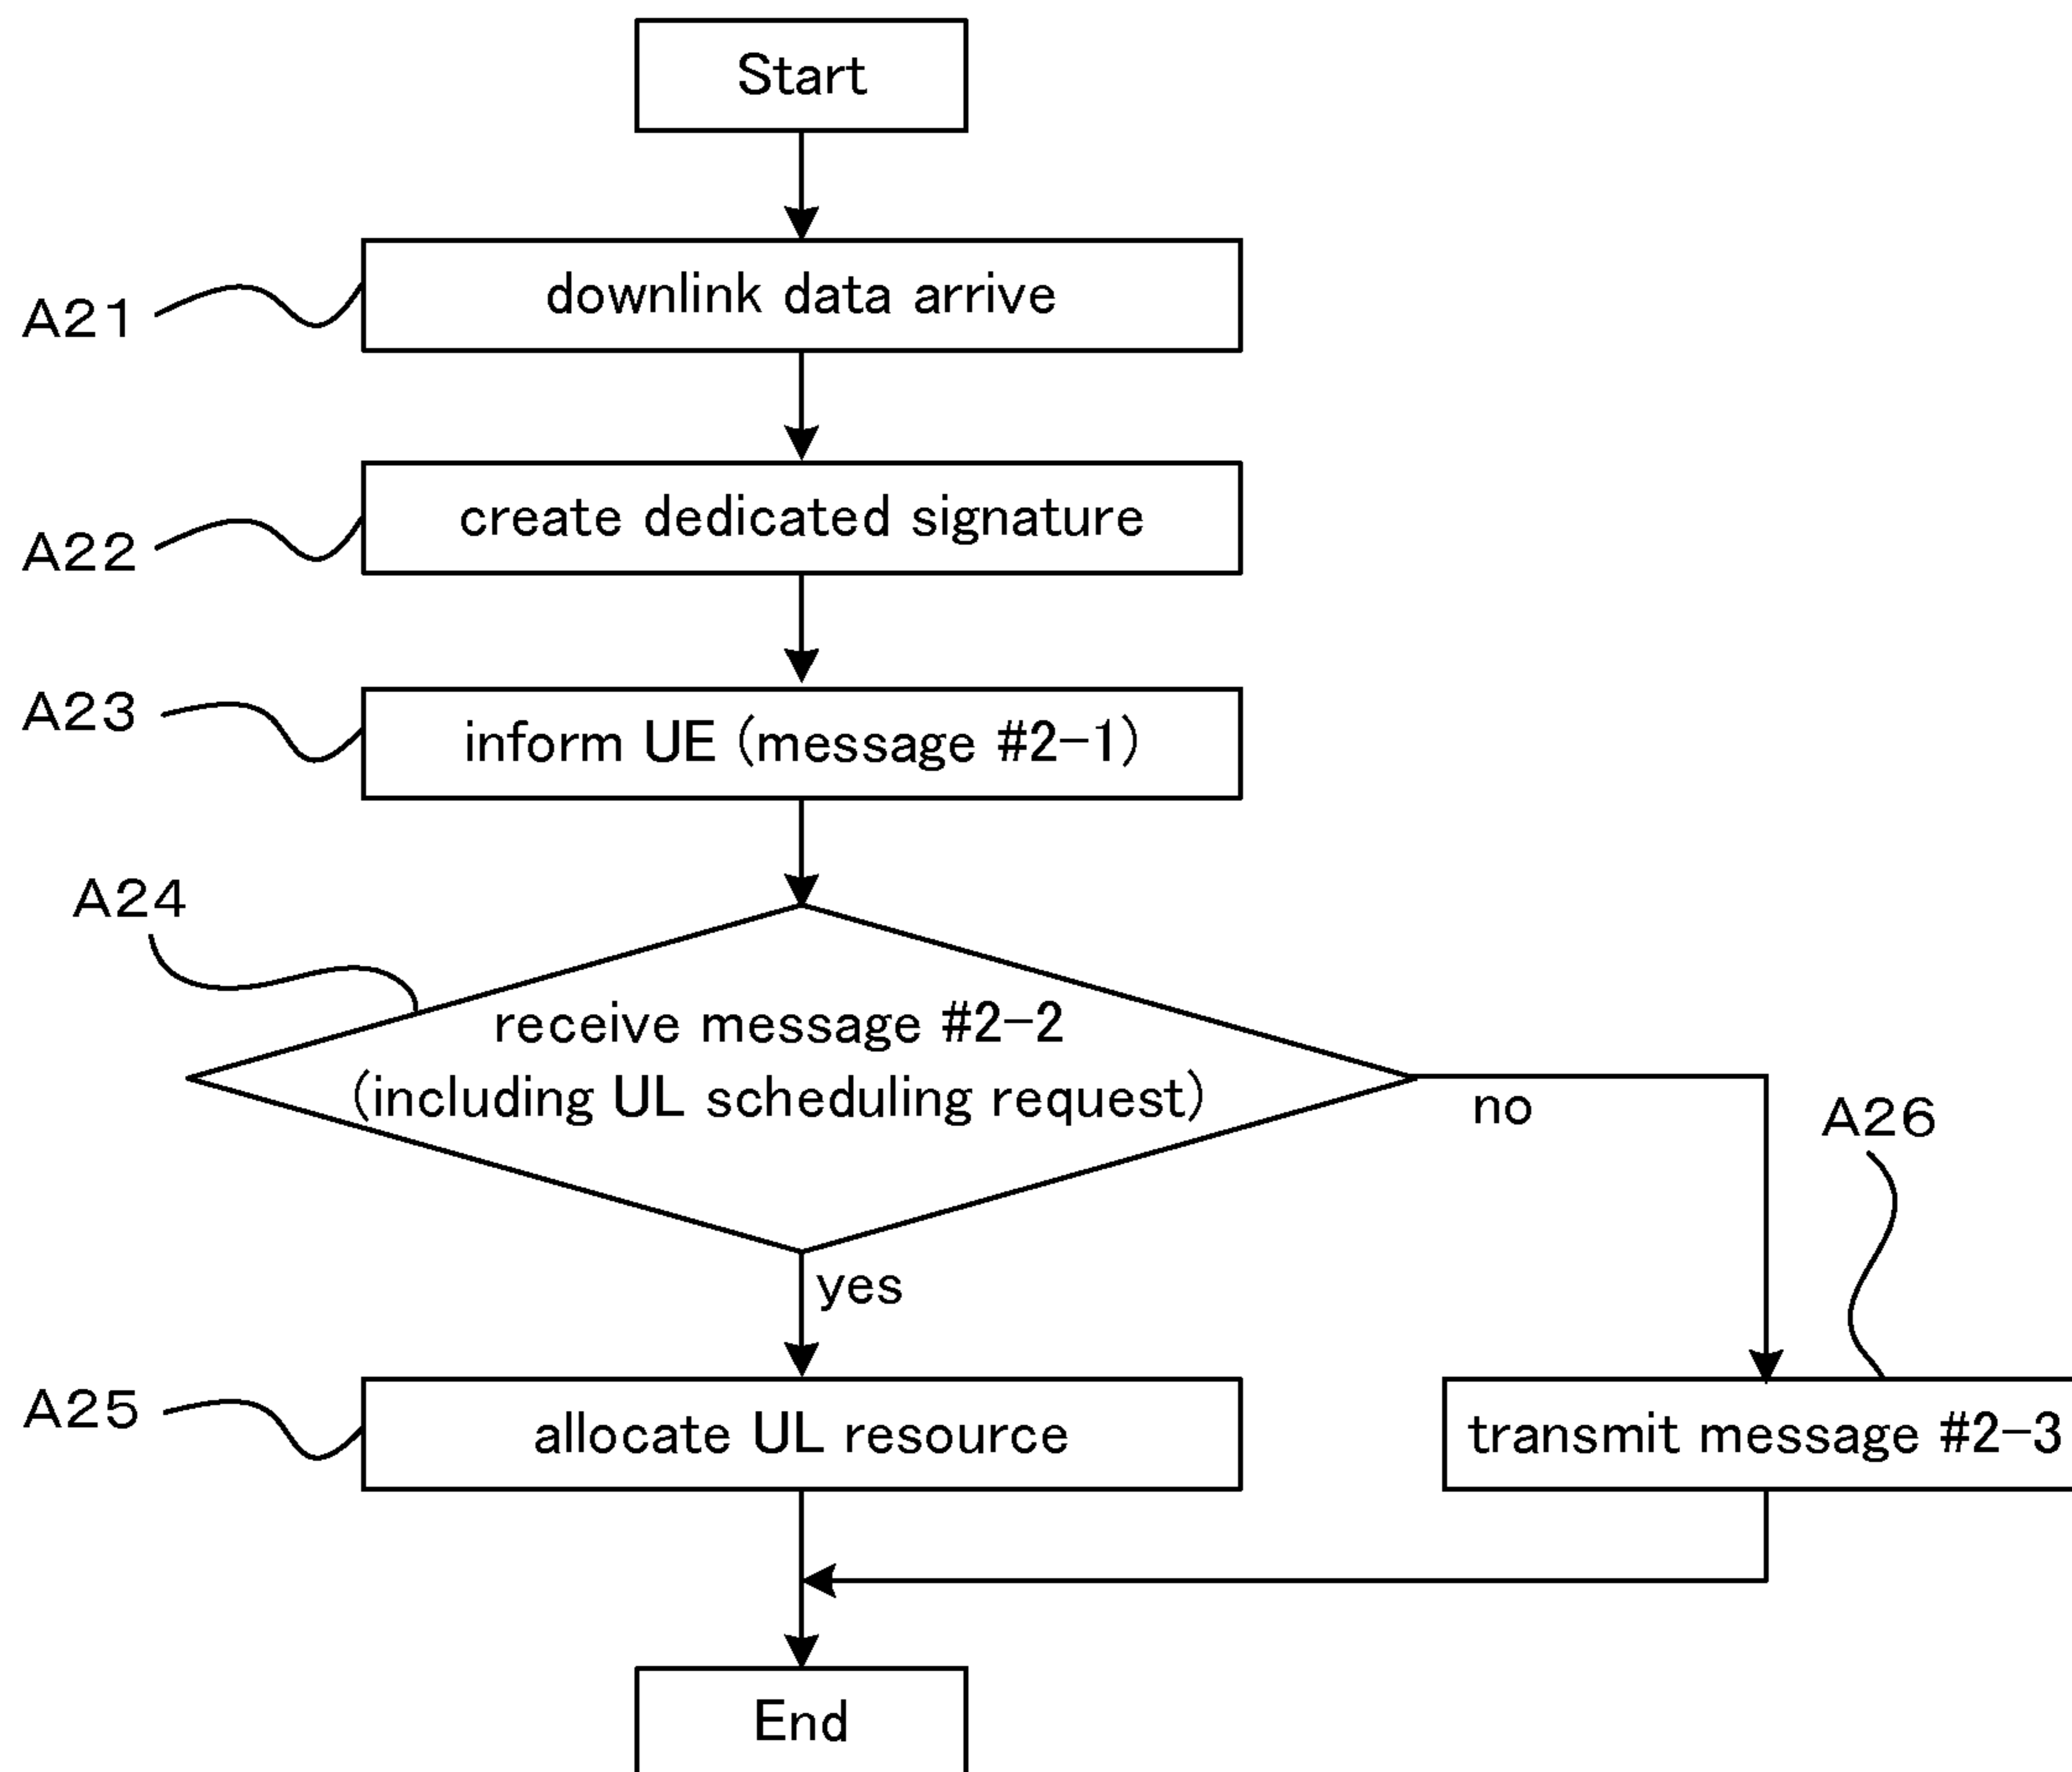 Start
A21
downlink data arrive
A22
create dedicated signature
A23
inform UE (message #2-1)
A24
receive message #2-2
(including UL scheduling request)
no
A26
yes
A25
allocate UL resource
transmit message #2-3
End